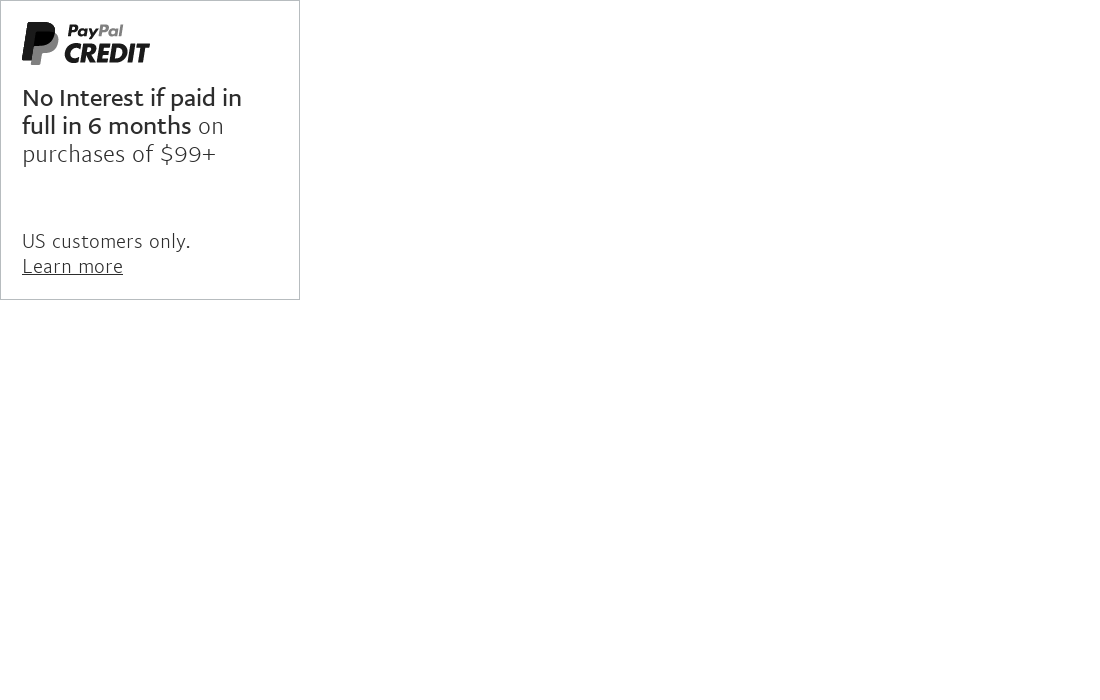 PayPal
CREDIT
No Interest if paid in
full in 6 months on
purchases of $99+
US customers only.
Learn more